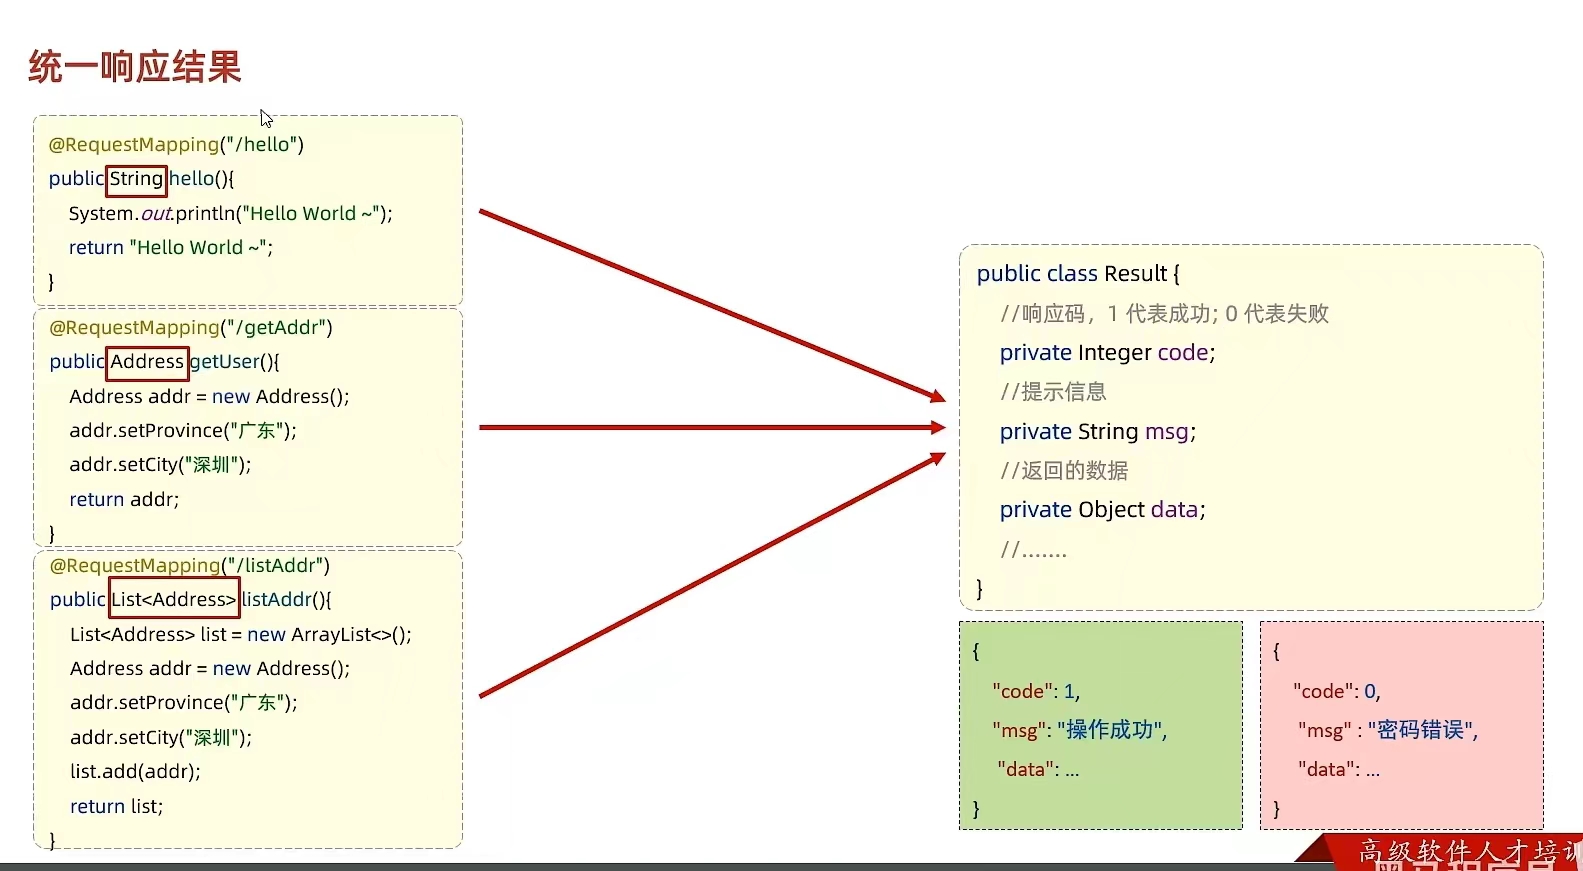 统一响应结果
@RequestMapping("/hello")
public String hello(){
System.out.println("Hello World ~");
return "Hello World ~";
}
@RequestMapping("/getAddr")
public Address getUser(){
Address addr = new Address();
addr.setProvince("广东");
addr.setCity("深圳");
return addr;
}
@RequestMapping("/listAddr")
public List<Address> listAddr(){
List<Address> list = new ArrayList<>();
Address addr = new Address();
addr.setProvince("广东");
addr.setCity("深圳");
list.add(addr);
return list;
}
public class Result {
//响应码，1 代表成功; 0 代表失败
private Integer code;
//提示信息
private String msg;
//返回的数据
private Object data;
//.......
}
{
"code": 1,
"msg": "操作成功",
"data": ...
}
{
"code": 0,
"msg" : "密码错误",
"data": ...
}
高级软件人才培训